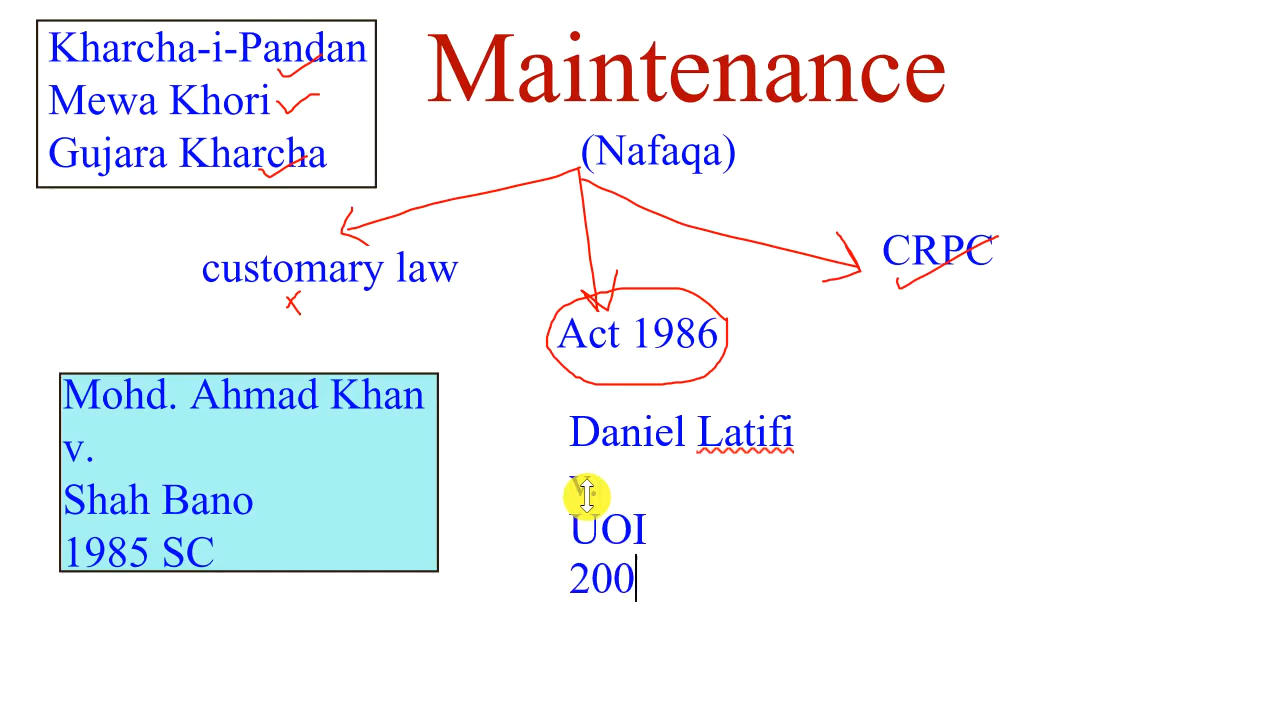 Kharcha-i-Pandan
Mewa Khori
Gujara Kharcha
Maintenance
(Nafaqa)
customary law
CRPC
Act 1986
Mohd. Ahmad Khan
v.
Shah Bano
1985 SC
Daniel Latifi
v.
UOI
200